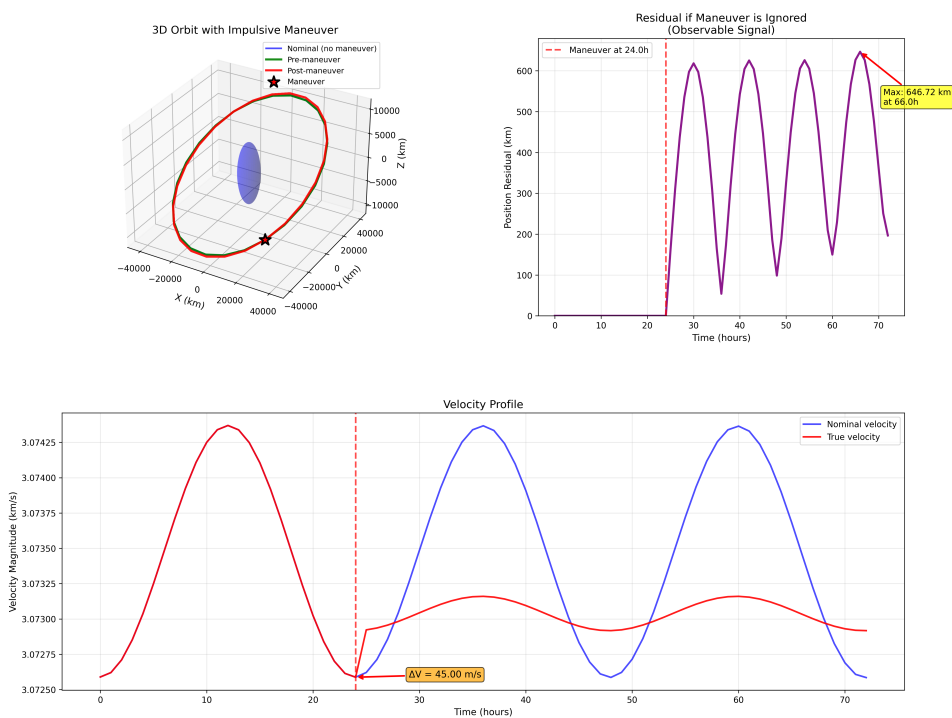 3D Orbit with Impulsive Maneuver
Nominal (no maneuver)
Pre-maneuver
Post-maneuver
Maneuver
10000
5000
0
−5000
−10000
Z (km)
40000
20000
0
−20000
−40000
Y (km)
−40000
−20000
0
20000
40000
X (km)
Residual if Maneuver is Ignored
(Observable Signal)
Maneuver at 24.0h
Max: 646.72 km
at 66.0h
600
500
400
300
200
100
0
Position Residual (km)
0 10 20 30 40 50 60 70
Time (hours)
Velocity Profile
Nominal velocity
True velocity
3.07425
3.07400
3.07375
3.07350
3.07325
3.07300
3.07275
3.07250
Velocity Magnitude (km/s)
ΔV = 45.00 m/s
0 10 20 30 40 50 60 70
Time (hours)